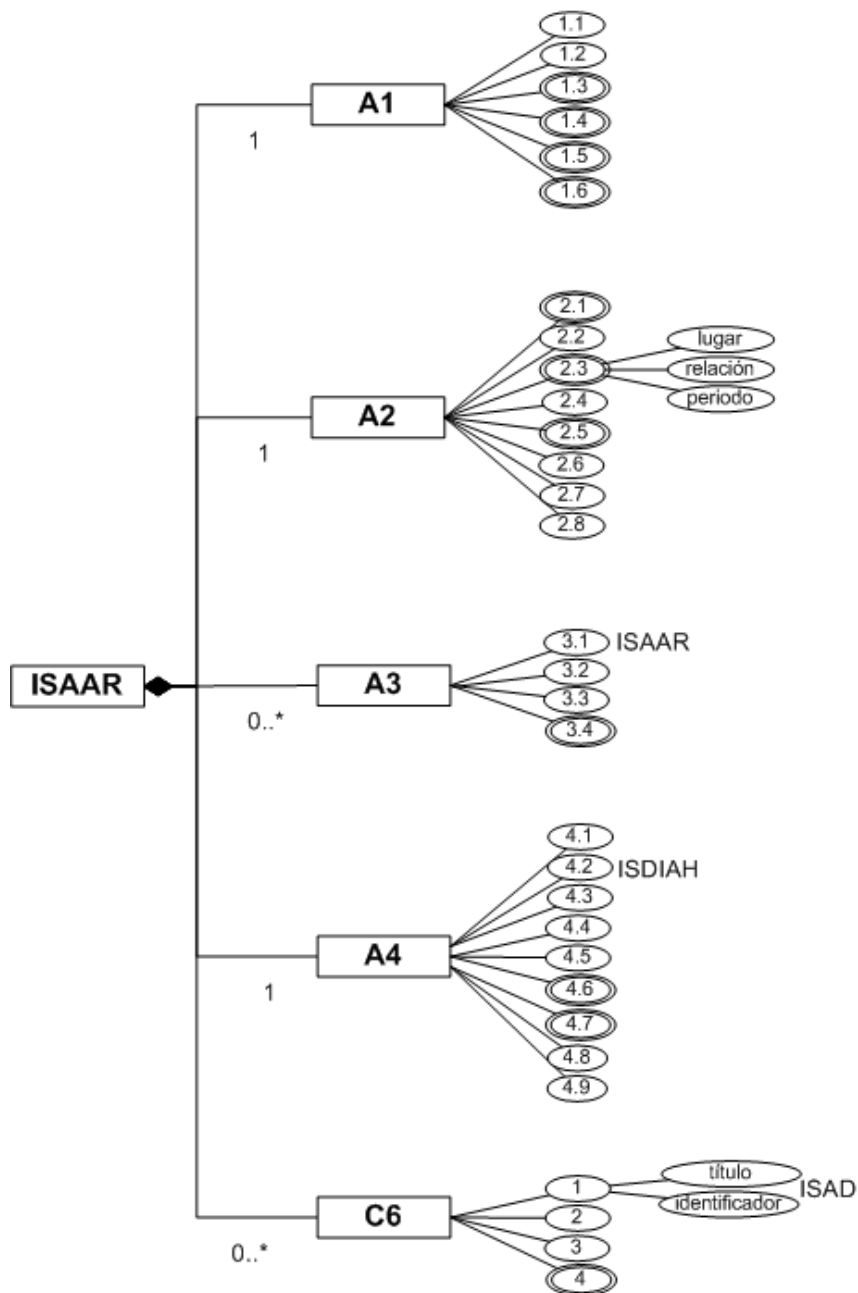 1.1
1.2
1.3
1.4
1.5
1.6
A1
1
2.1
2.2
2.3
2.4
2.5
2.6
2.7
2.8
lugar
relación
periodo
A2
1
ISAAR
A3
0..*
3.1 ISAAR
3.2
3.3
3.4
4.1
4.2 ISDIAH
4.3
4.4
4.5
4.6
4.7
4.8
4.9
A4
1
C6
0..*
1
2
3
4
título
identificador
ISAD